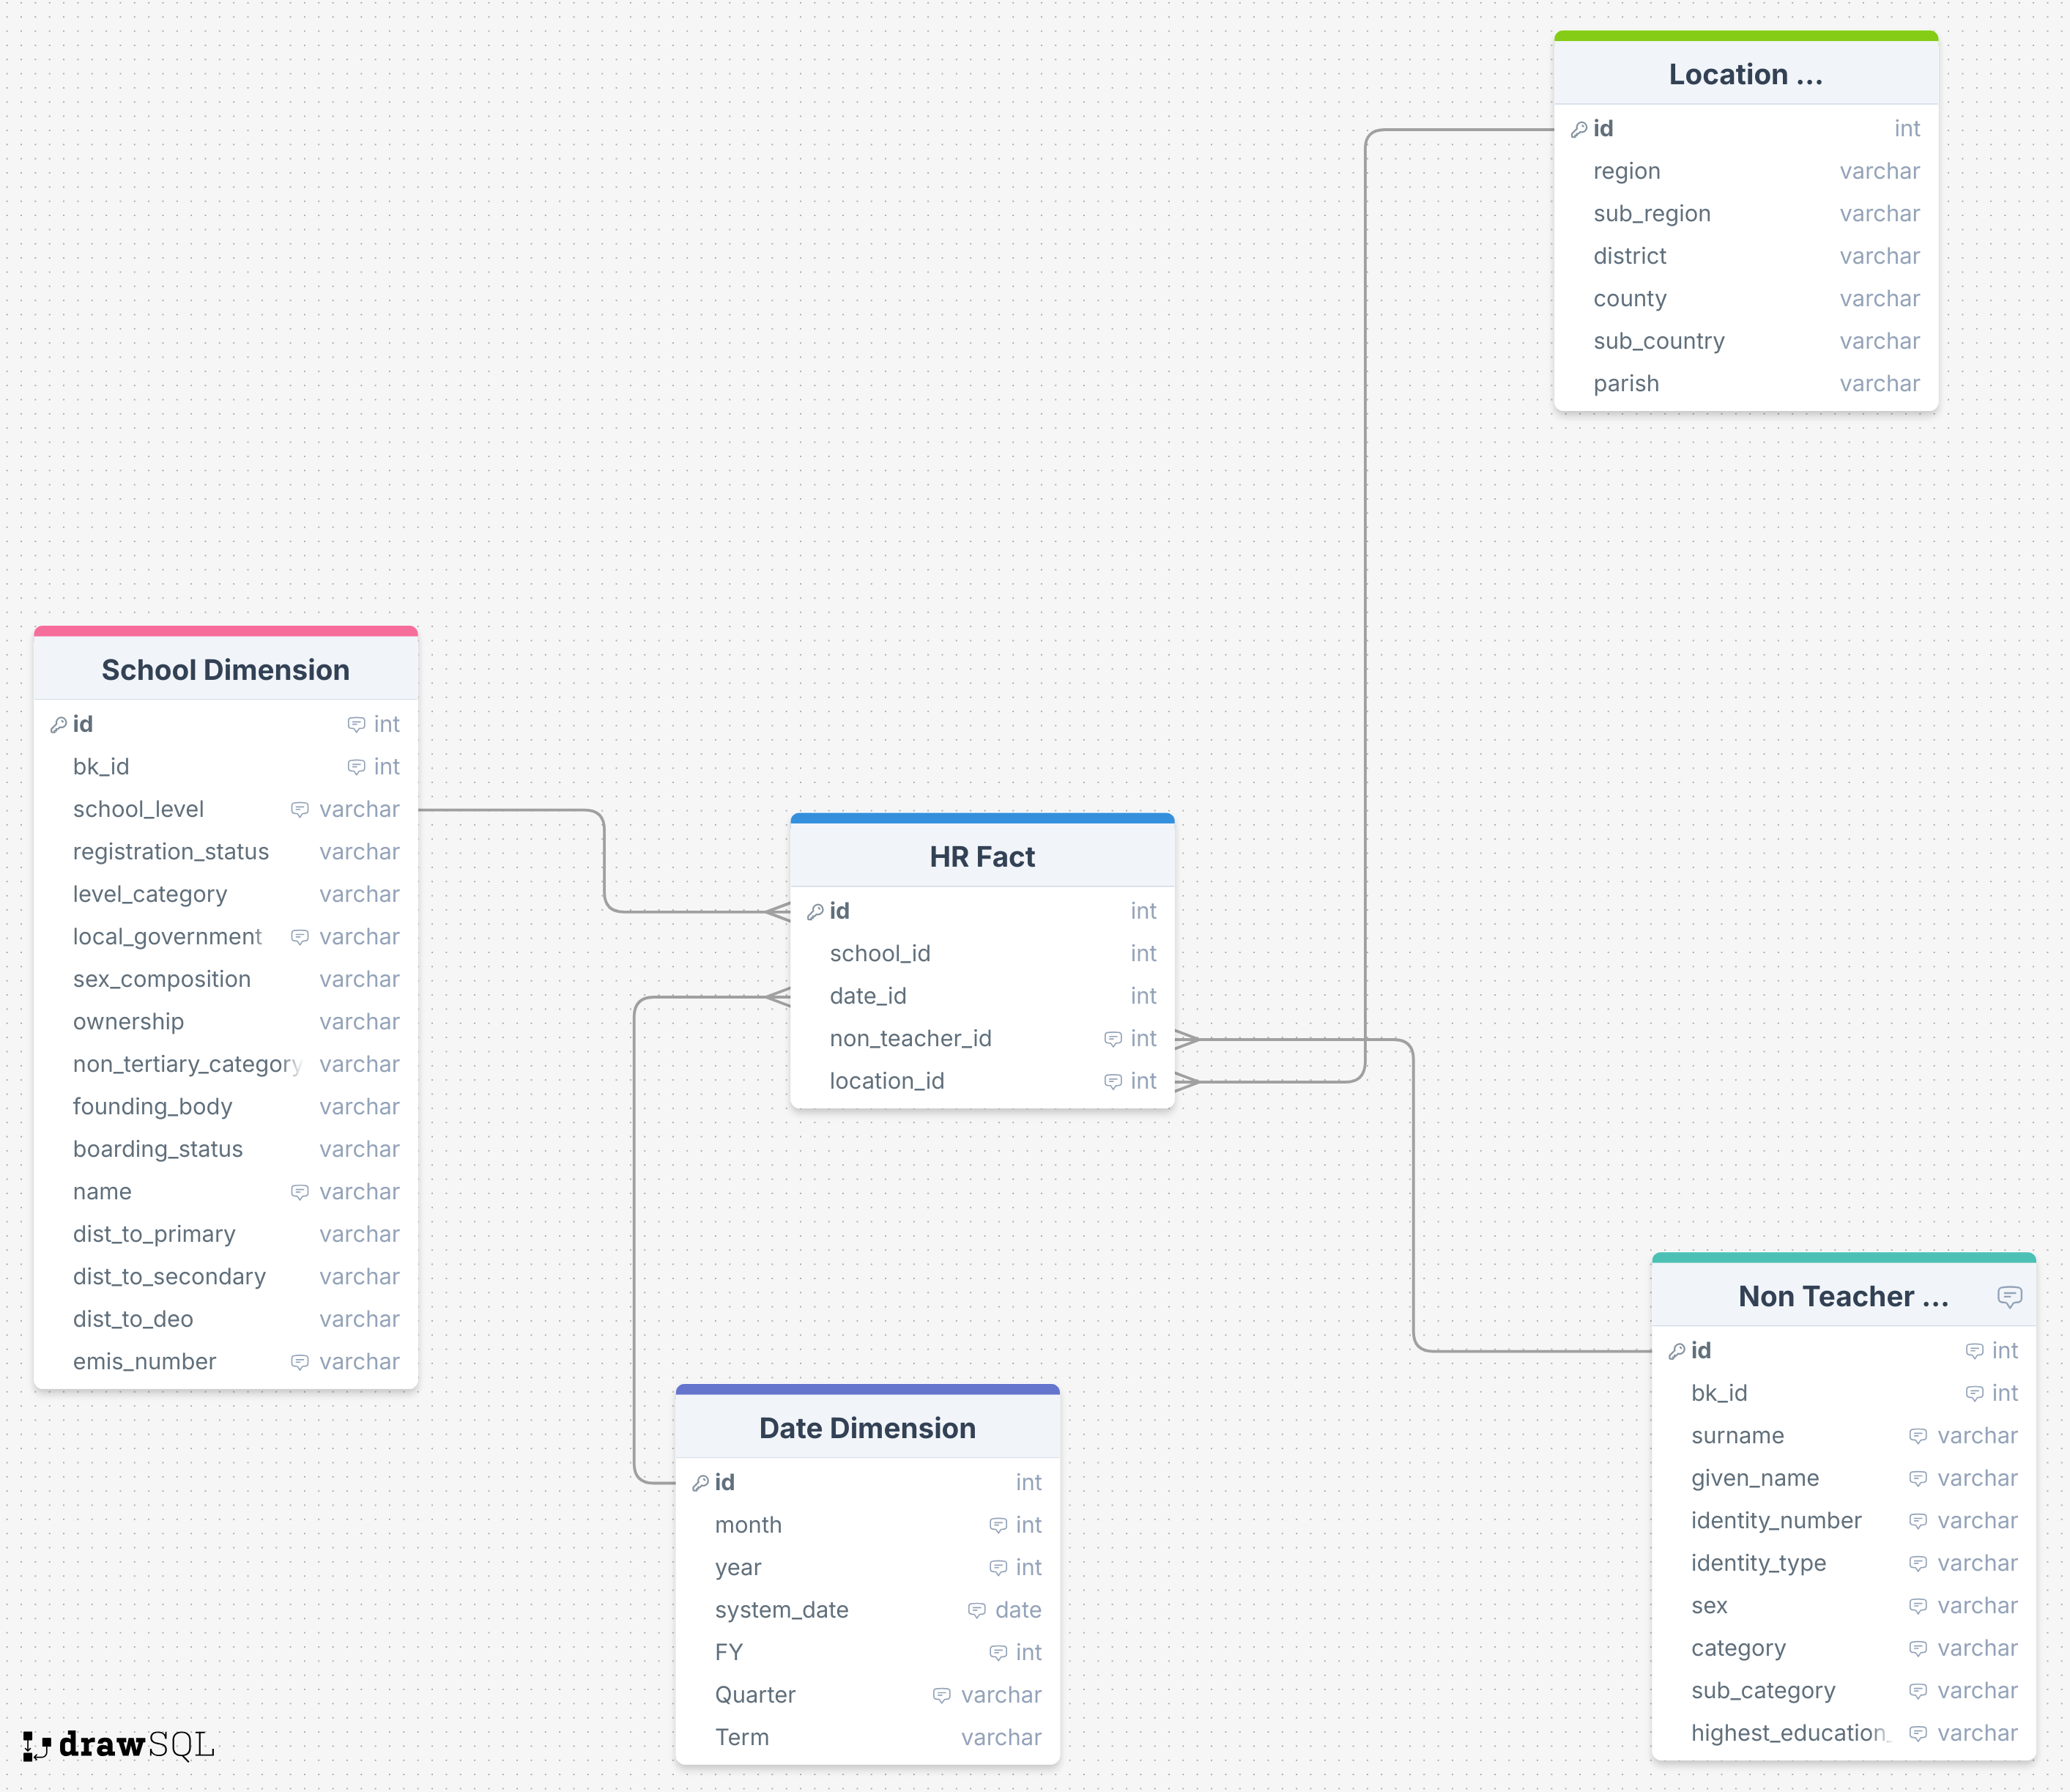 Location ...
id int
region varchar
sub_region varchar
district varchar
county varchar
sub_country varchar
parish varchar
School Dimension
id int
bk_id int
school_level varchar
registration_status varchar
level_category varchar
local_government varchar
sex_composition varchar
ownership varchar
non_tertiary_category varchar
founding_body varchar
boarding_status varchar
name varchar
dist_to_primary varchar
dist_to_secondary varchar
dist_to_deo varchar
emis_number varchar
HR Fact
id int
school_id int
date_id int
non_teacher_id int
location_id int
Date Dimension
id int
month int
year int
system_date date
FY int
Quarter varchar
Term varchar
Non Teacher ...
id int
bk_id int
surname varchar
given_name varchar
identity_number varchar
identity_type varchar
sex varchar
category varchar
sub_category varchar
highest_education_ varchar
drawSQL